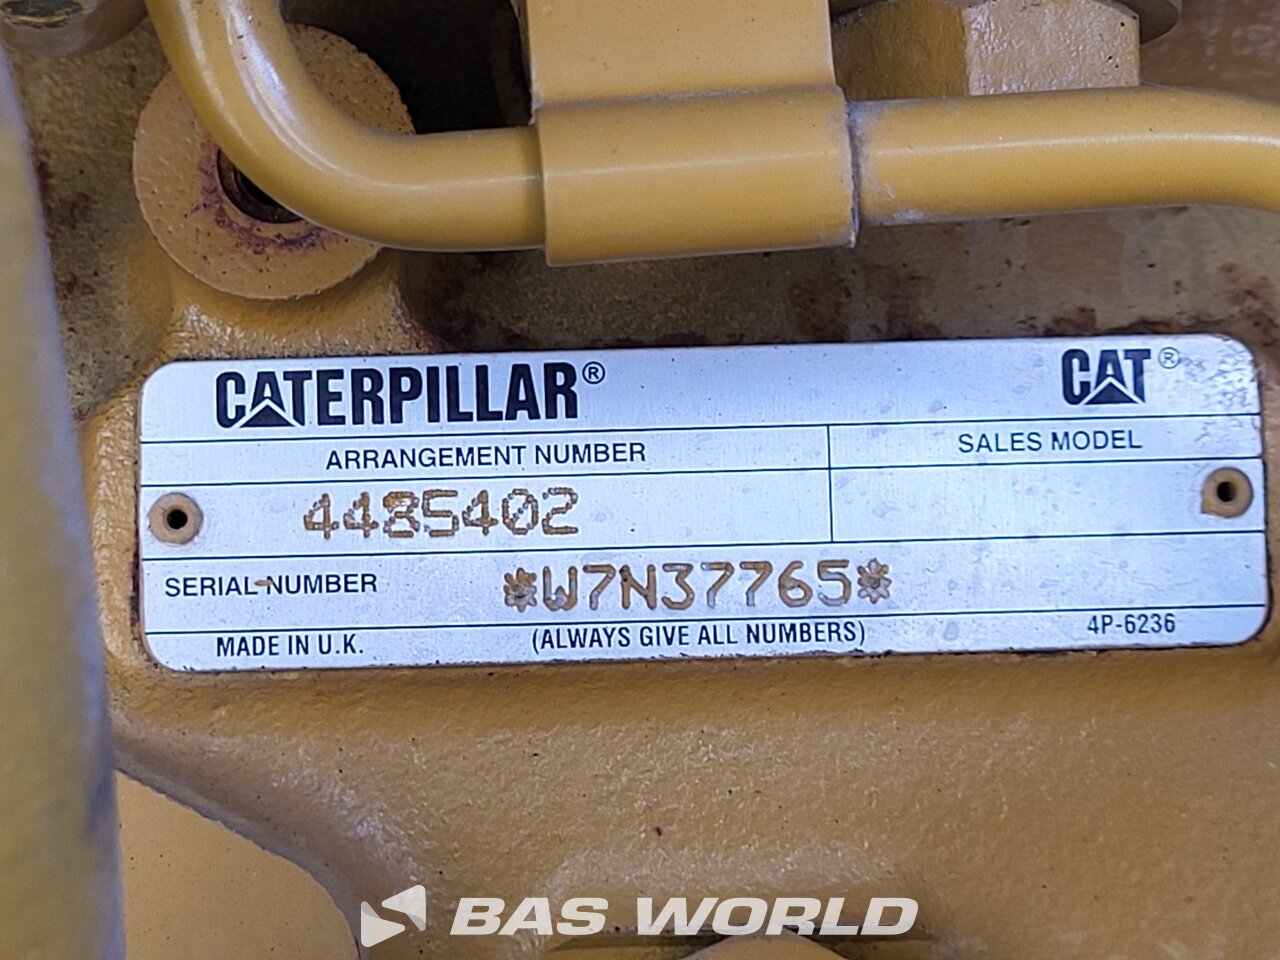 CATERPILLAR® CAT®
ARRANGEMENT NUMBER SALES MODEL
4485402
SERIAL NUMBER *W7N37765*
MADE IN U.K. (ALWAYS GIVE ALL NUMBERS) 4P-6236
BAS WORLD